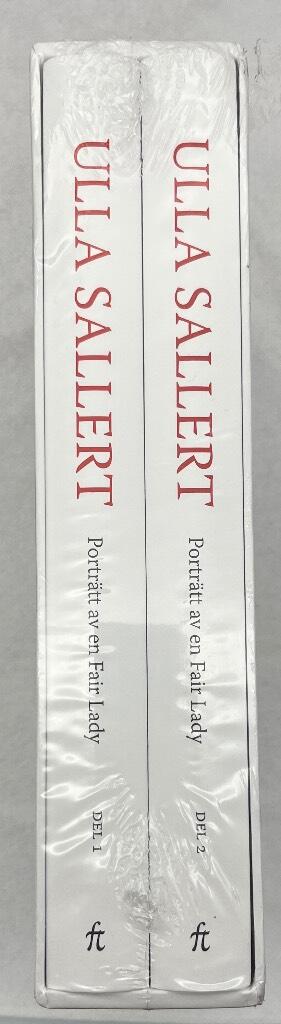 ULLA SALLERT
Porträtt av en Fair Lady
DEL 1
ft
ULLA SALLERT
Porträtt av en Fair Lady
DEL 2
ft